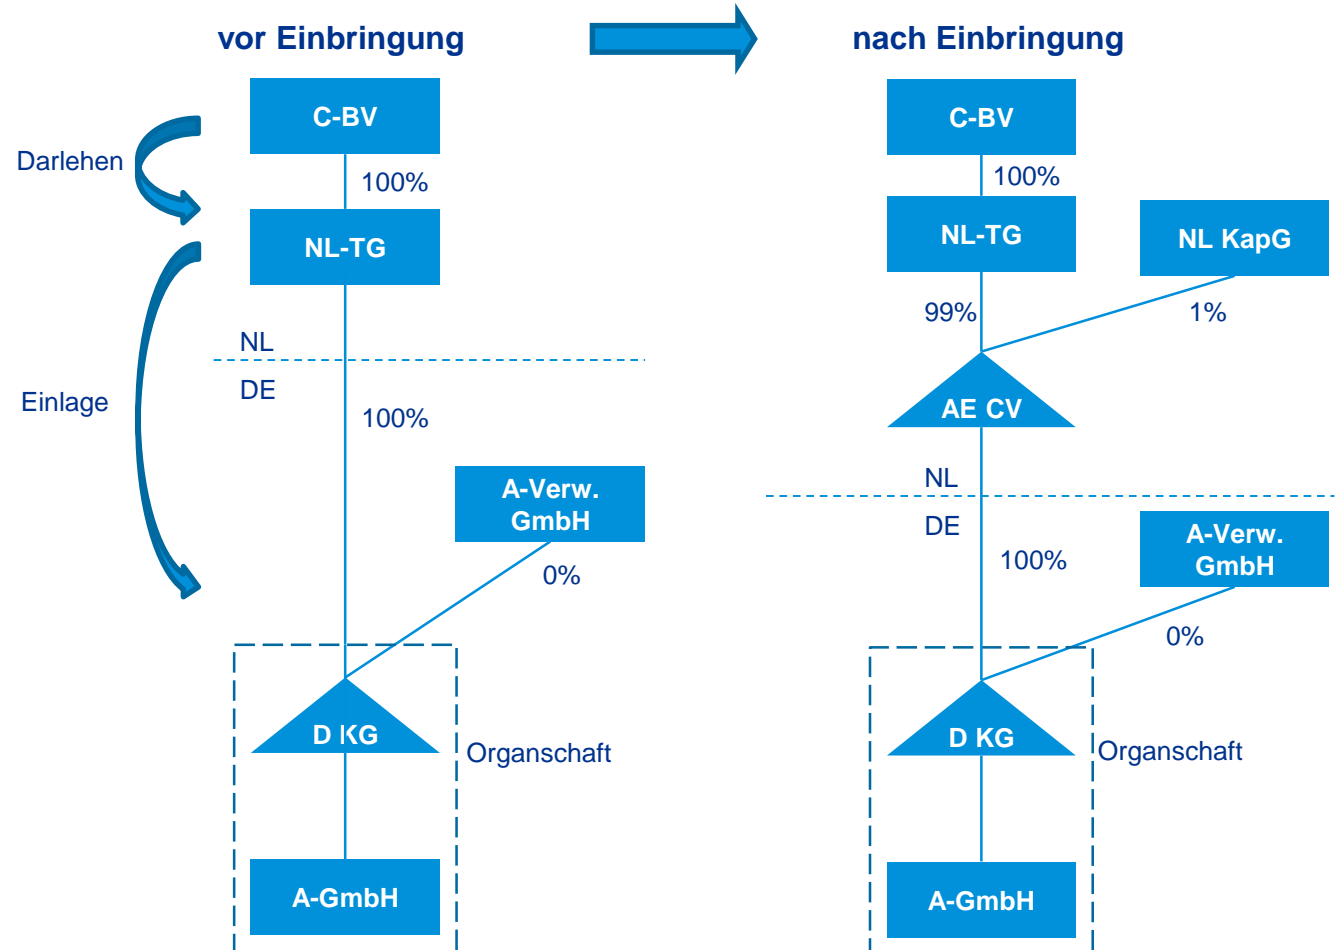 vor Einbringung
nach Einbringung
C-BV
Darlehen
100%
NL-TG
NL
DE
Einlage
100%
A-Verw.
GmbH
0%
D KG
Organschaft
A-GmbH
C-BV
100%
NL-TG
NL KapG
99%
1%
AE CV
NL
DE
100%
A-Verw.
GmbH
0%
D KG
Organschaft
A-GmbH